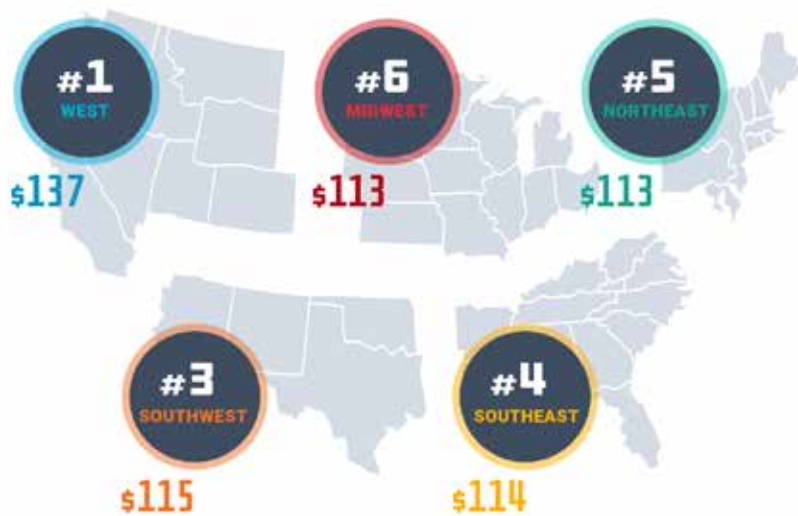 #1
WEST
$137
#6
MIDWEST
$113
#5
NORTHEAST
$113
#3
SOUTHWEST
$115
#4
SOUTHEAST
$114